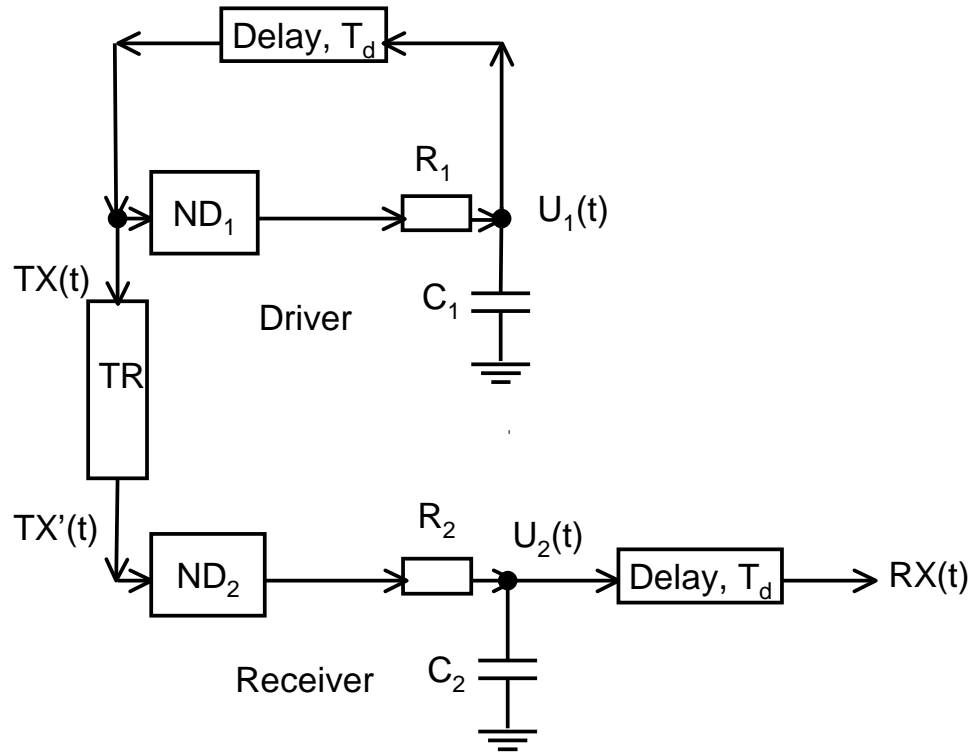 Delay, T_d
R_1
ND_1
U_1(t)
TX(t)
C_1
Driver
TR
TX'(t)
R_2
U_2(t)
ND_2
Delay, T_d
RX(t)
C_2
Receiver